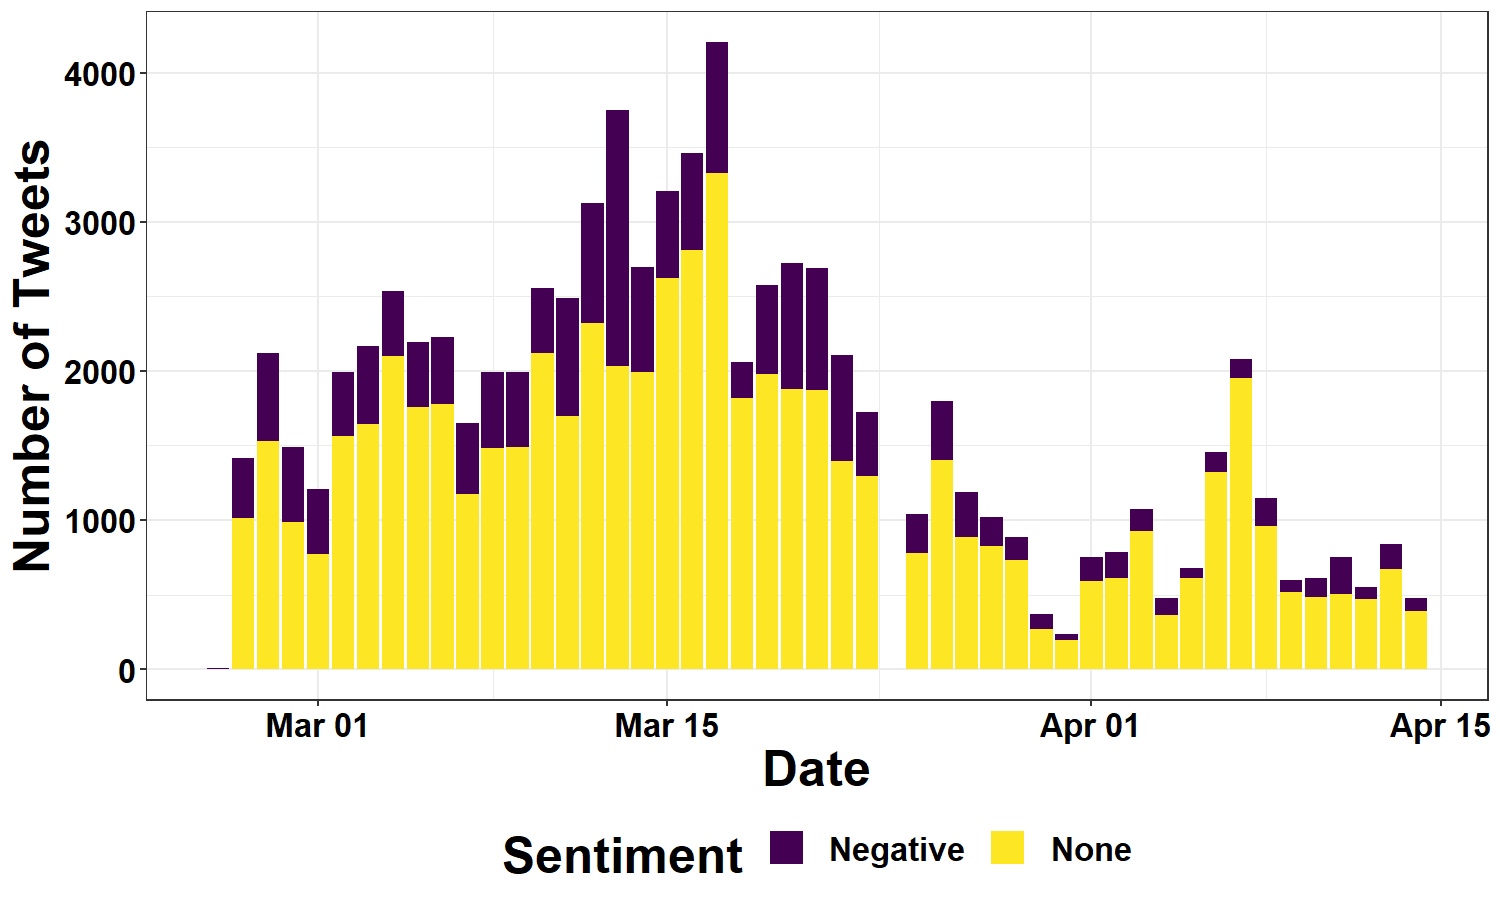 Number of Tweets
4000
3000
2000
1000
0
Mar 01 Mar 15 Apr 01 Apr 15
Date
Sentiment Negative None